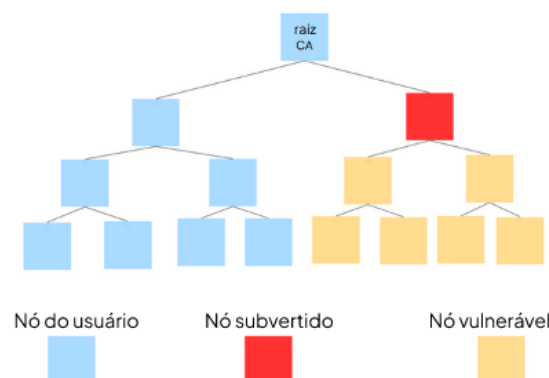 raiz
CA
Nó do usuário
Nó subvertido
Nó vulnerável